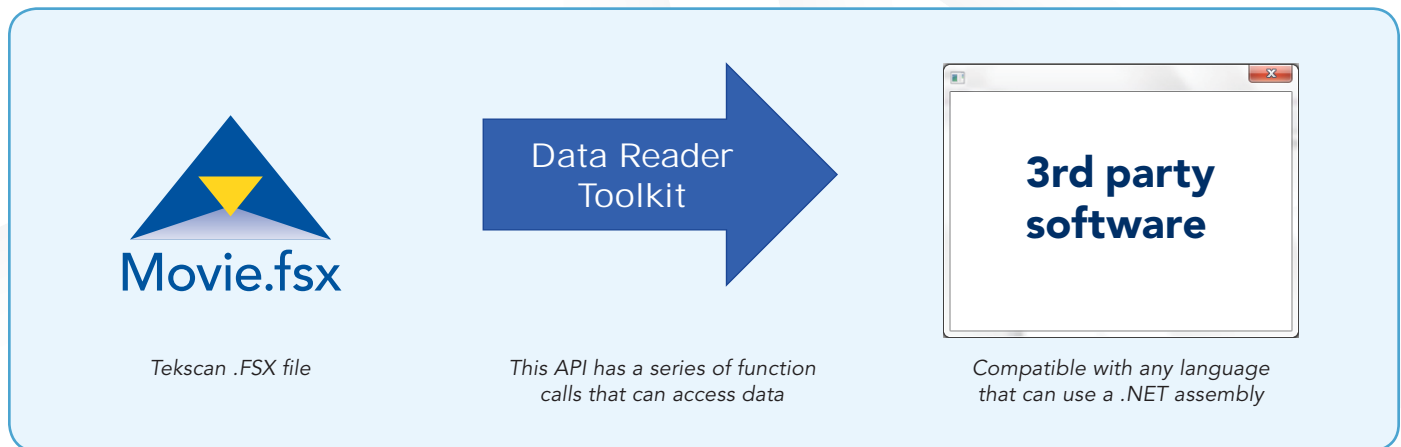 Movie.fsx
Tekscan .FSX file
Data Reader
Toolkit
This API has a series of function
calls that can access data
x
3rd party
software
Compatible with any language
that can use a .NET assembly